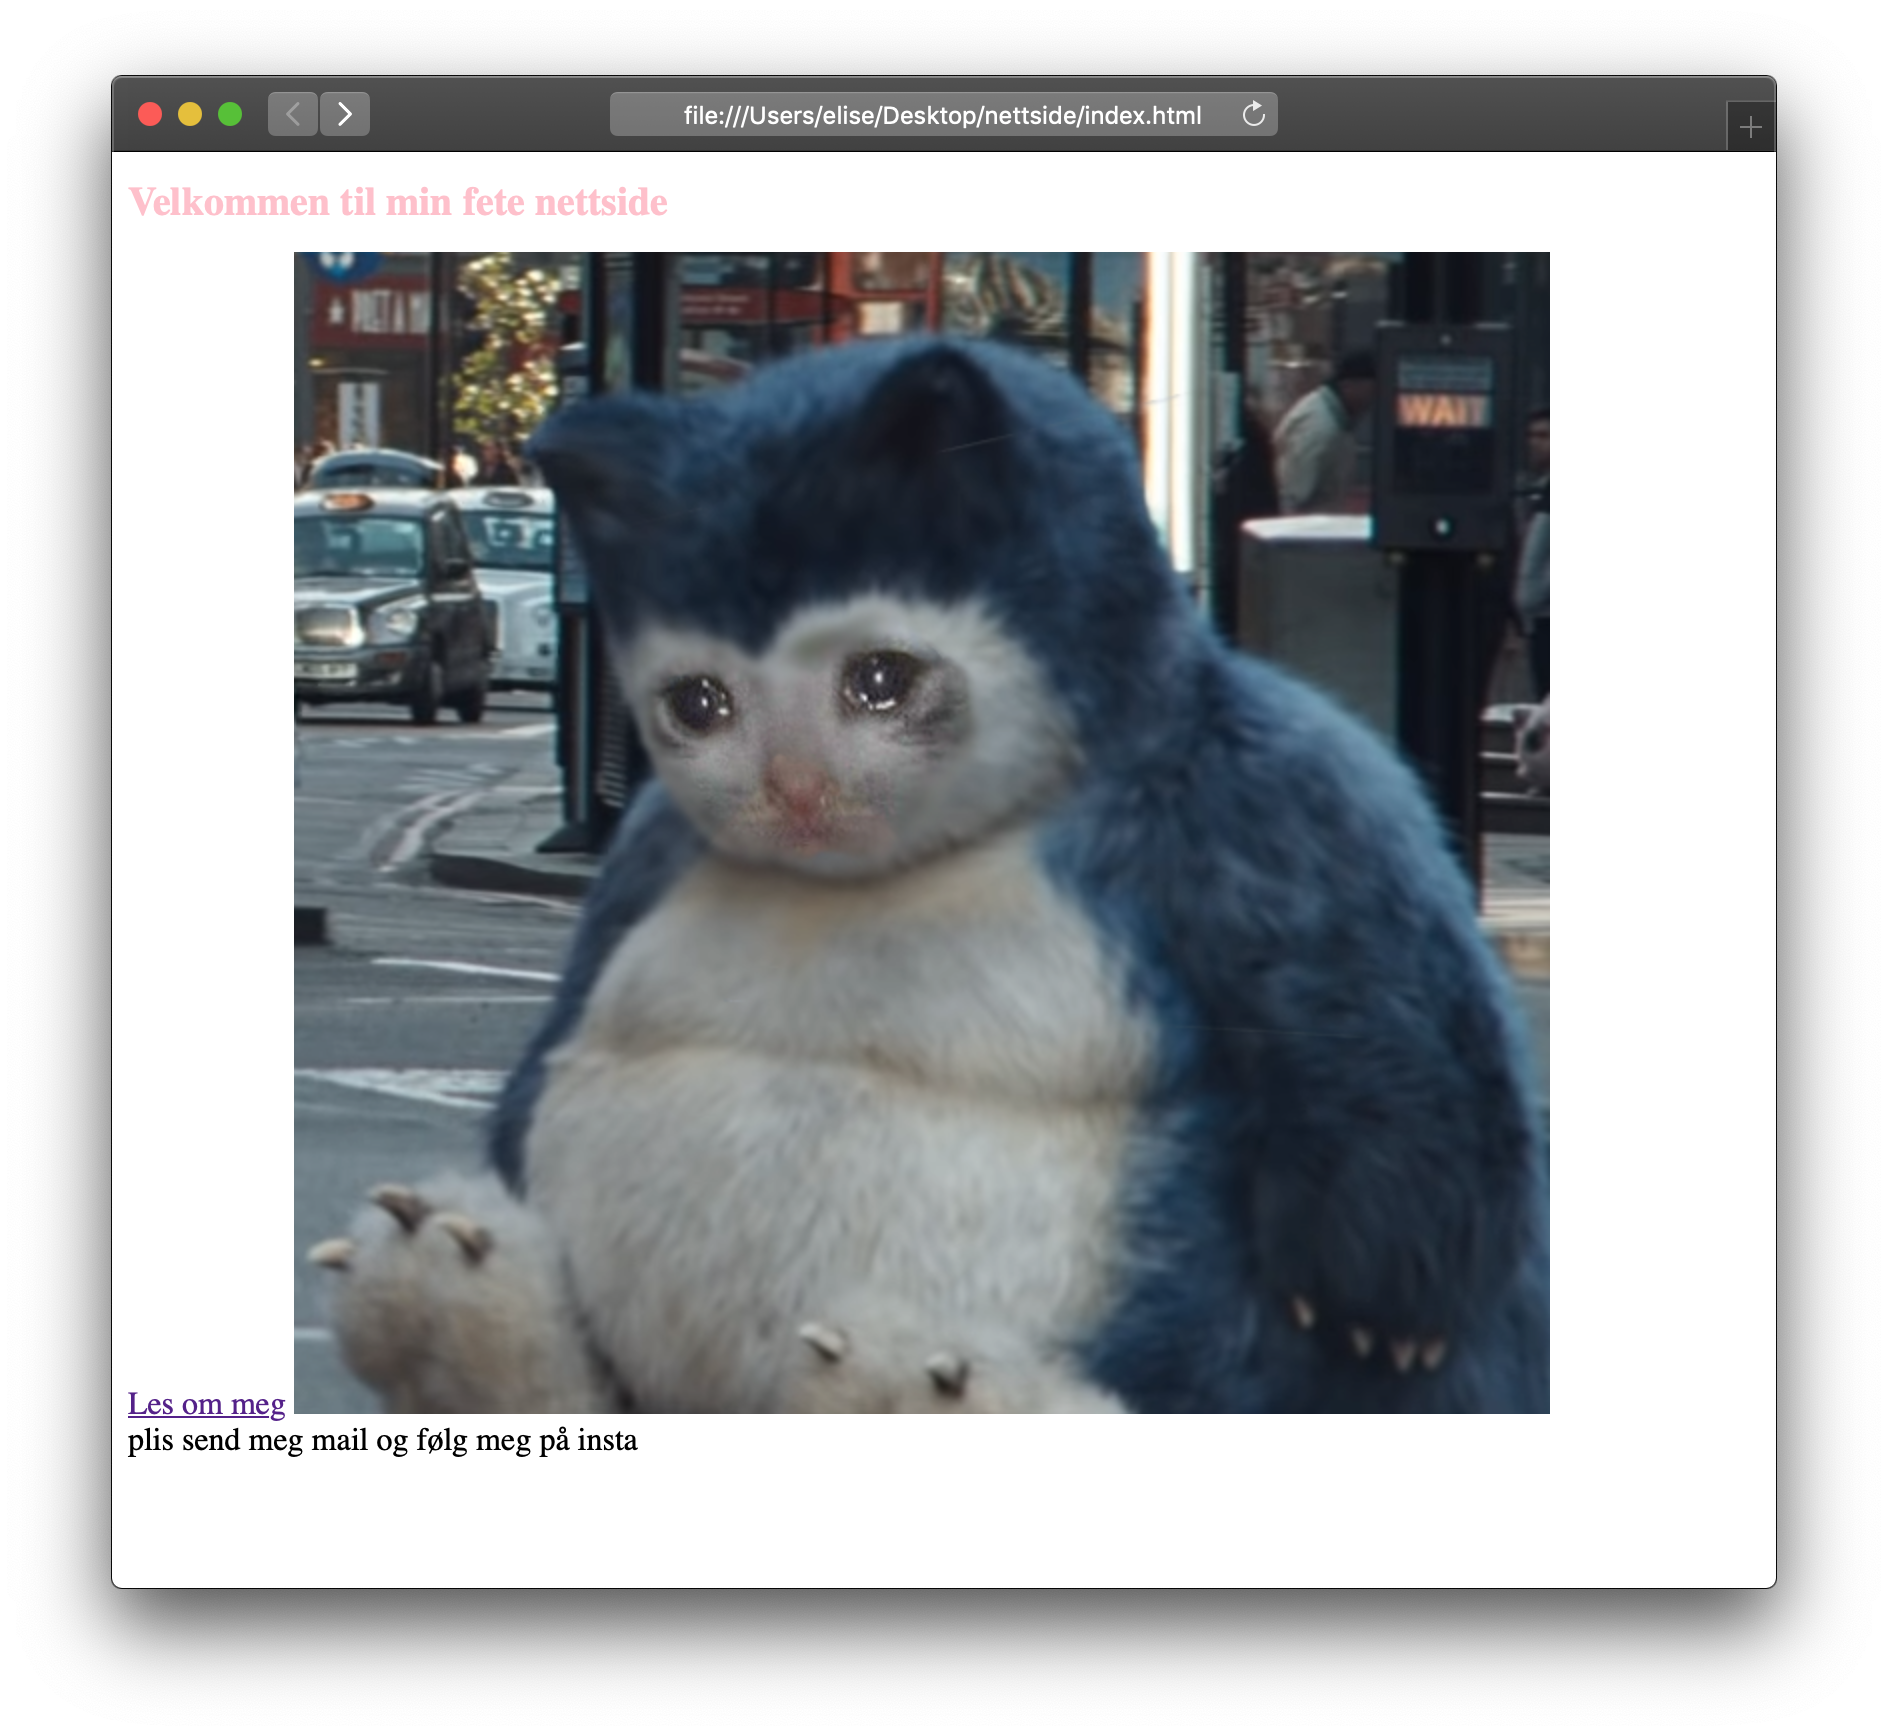 file:///Users/elise/Desktop/nettside/index.html
Velkommen til min fete nettside
WAIT
Les om meg
plis send meg mail og følg meg på insta